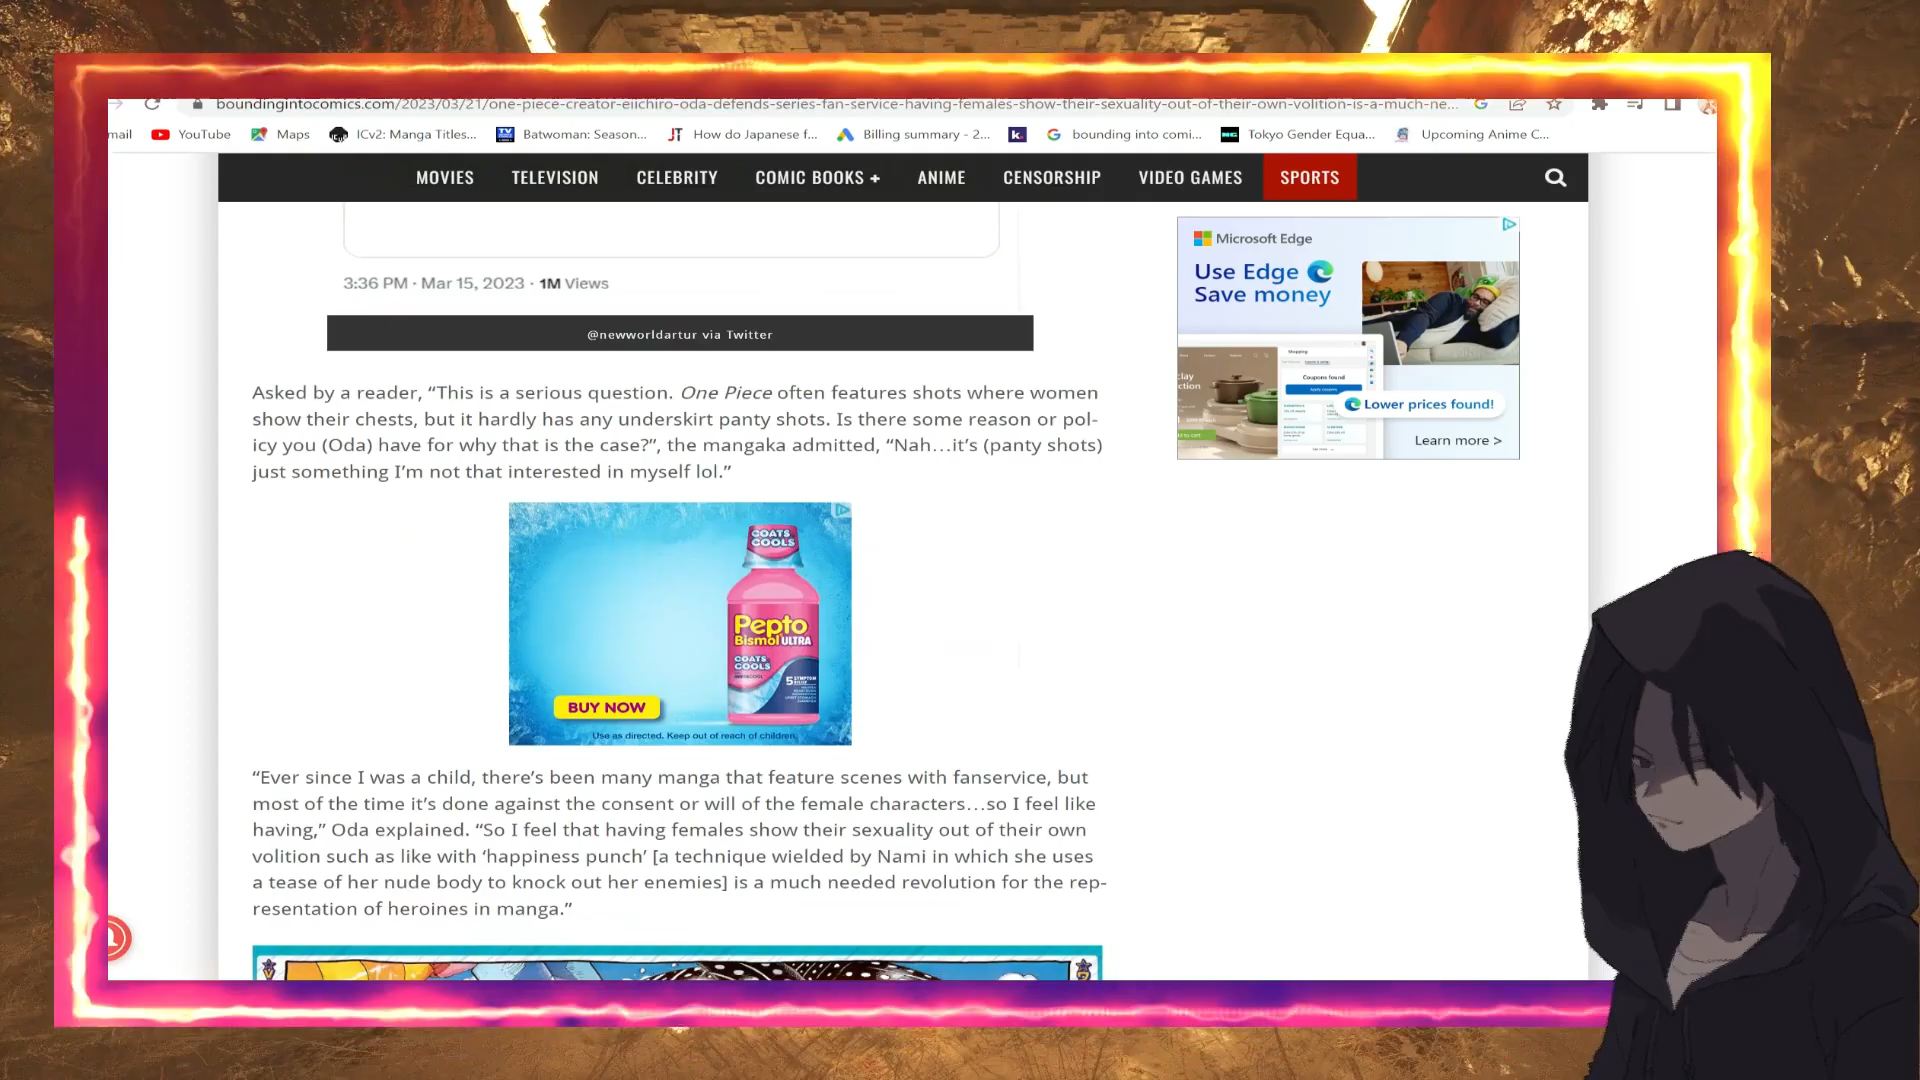 boundingintocomics.com/2023/03/21/one-piece-creator-eiichiro-oda-defends-series-fan-service-having-females-show-their-sexuality-out-of-their-own-volition-is-a-much-ne...
mail YouTube Maps ICv2: Manga Titles... Batwoman: Season... How do Japanese f... Billing summary - 2... bounding into comi... Tokyo Gender Equa... Upcoming Anime C...
MOVIES TELEVISION CELEBRITY COMIC BOOKS + ANIME CENSORSHIP VIDEO GAMES SPORTS
3:36 PM · Mar 15, 2023 · 1M Views
@newworldartur via Twitter
Asked by a reader, “This is a serious question. One Piece often features shots where women
show their chests, but it hardly has any underskirt panty shots. Is there some reason or pol-
icy you (Oda) have for why that is the case?”, the mangaka admitted, “Nah…it’s (panty shots)
just something I’m not that interested in myself lol.”
Microsoft Edge
Use Edge
Save money
Shopping
Coupons found
Lower prices found!
Learn more >
COATS
COOLS
Pepto
Bismol ULTRA
COATS
COOLS
5 SYMPTOM
BUY NOW
Use as directed. Keep out of reach of children.
“Ever since I was a child, there’s been many manga that feature scenes with fanservice, but
most of the time it’s done against the consent or will of the female characters…so I feel like
having,” Oda explained. “So I feel that having females show their sexuality out of their own
volition such as like with ‘happiness punch’ [a technique wielded by Nami in which she uses
a tease of her nude body to knock out her enemies] is a much needed revolution for the rep-
resentation of heroines in manga.”